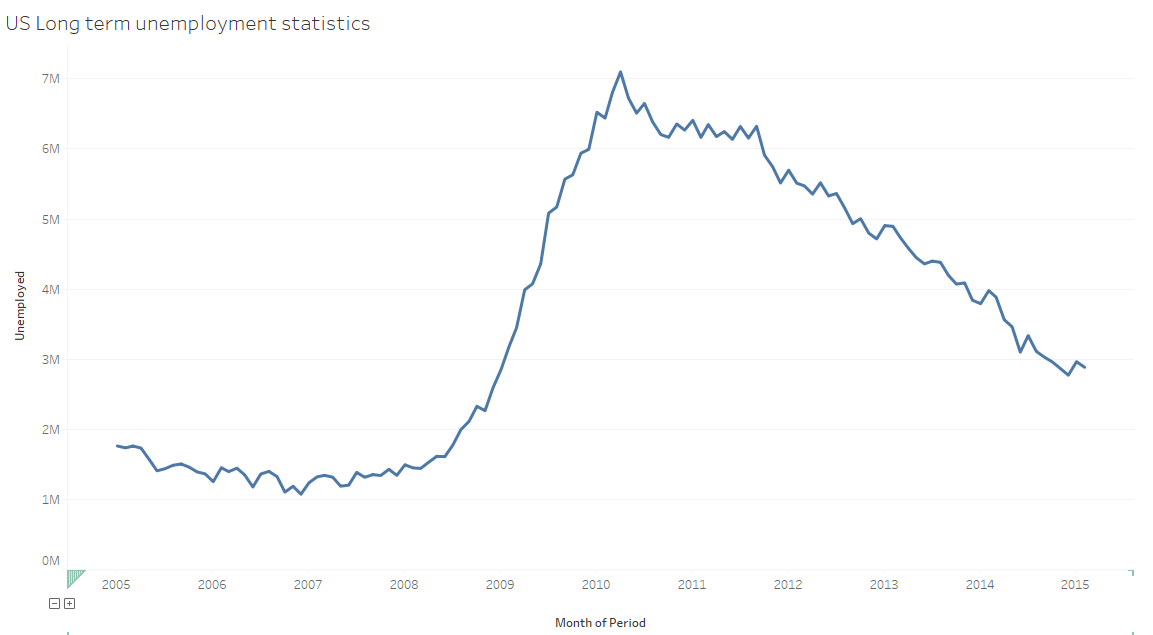 US Long term unemployment statistics
7M
6M
5M
4M
3M
2M
1M
0M
Unemployed
2005 2006 2007 2008 2009 2010 2011 2012 2013 2014 2015
Month of Period